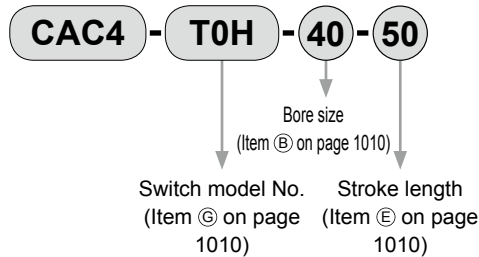 CAC4 - T0H - 40 - 50
Bore size
(Item Ⓑ on page 1010)
Switch model No.
(Item Ⓖ on page
1010)
Stroke length
(Item Ⓔ on page
1010)